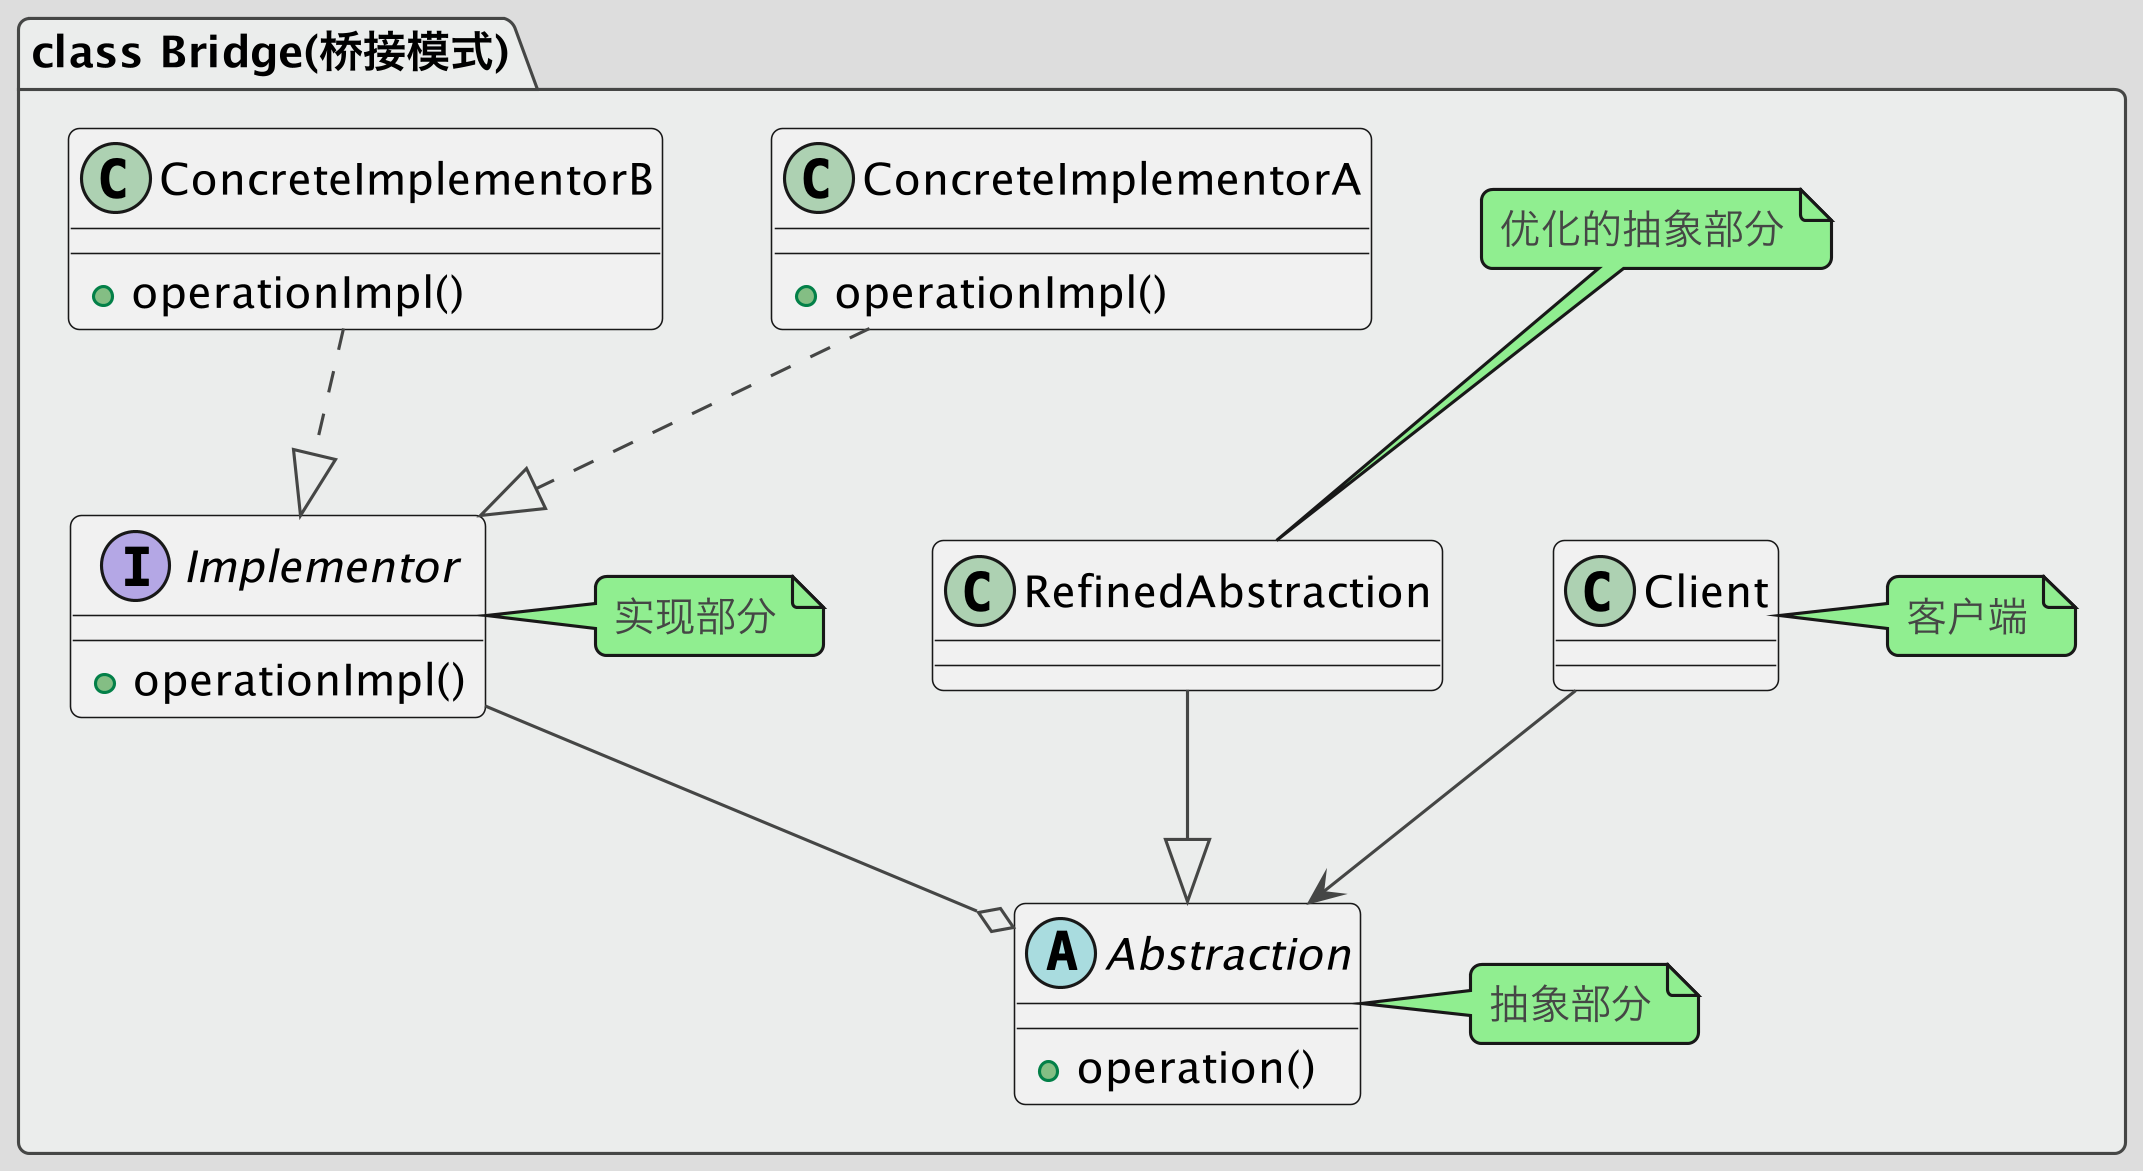 class Bridge(桥接模式)
C ConcreteImplementorB
operationImpl()
C ConcreteImplementorA
operationImpl()
优化的抽象部分
I Implementor
operationImpl()
实现部分
C RefinedAbstraction
C Client
客户端
A Abstraction
operation()
抽象部分